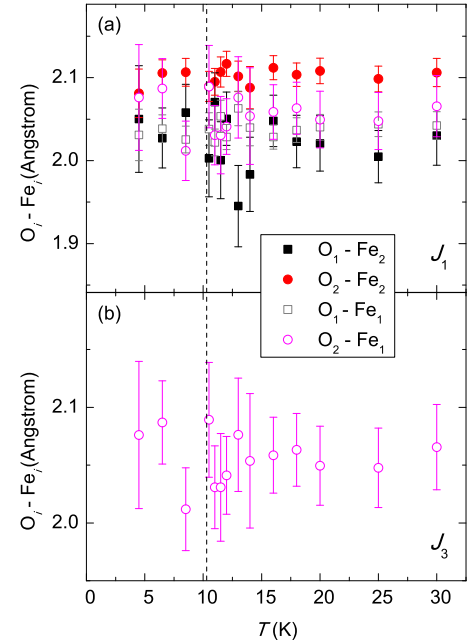 (a)
2.1
2.0
1.9
O_i - Fe_i (Angstrom)
J_1
O_1 - Fe_2
O_2 - Fe_2
O_1 - Fe_1
O_2 - Fe_1
(b)
2.1
2.0
O_i - Fe_i (Angstrom)
J_3
0 5 10 15 20 25 30
T (K)